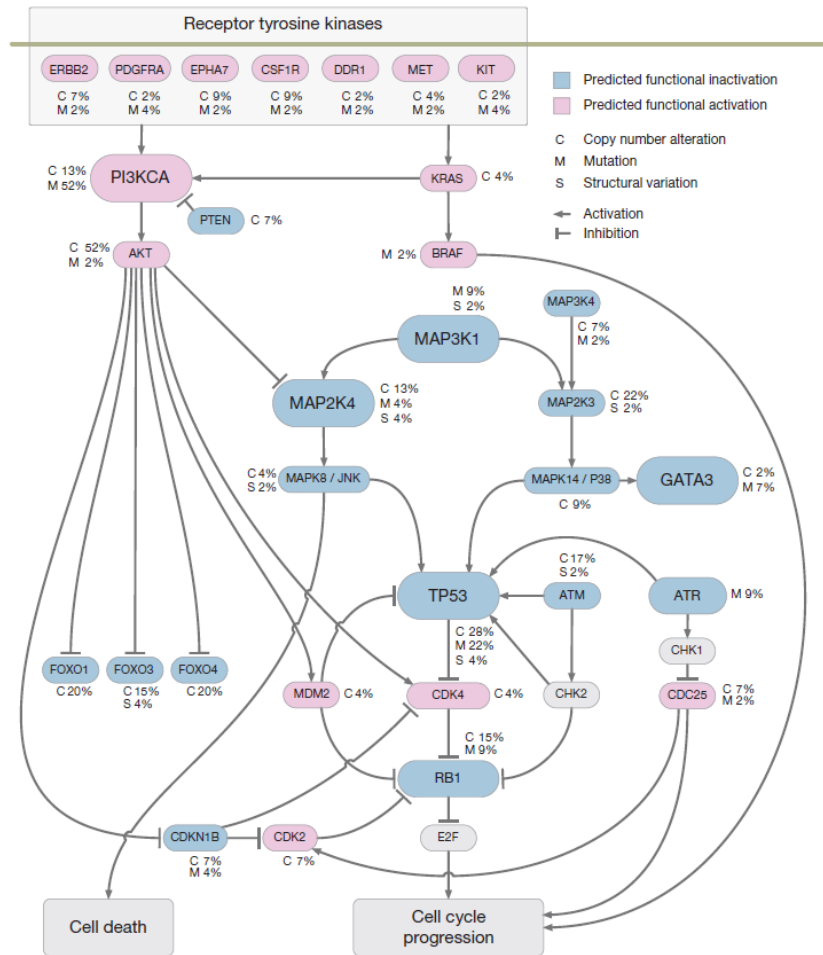 Receptor tyrosine kinases
ERBB2 PDGFRA EPHA7 CSF1R DDR1 MET KIT
C 7% C 2% C 9% C 9% C 2% C 4% C 2%
M 2% M 4% M 2% M 2% M 2% M 2% M 4%
Predicted functional inactivation
Predicted functional activation
C Copy number alteration
M Mutation
S Structural variation
Activation
Inhibition
C 13%
M 52%
PI3KCA
KRAS C 4%
PTEN C 7%
C 52%
M 2%
AKT
M 2% BRAF
M 9%
S 2%
MAP3K1
MAP3K4
C 7%
M 2%
MAP2K4
C 13%
M 4%
S 4%
MAP2K3
C 22%
S 2%
C 4%
S 2%
MAPK8 / JNK
MAPK14 / P38
C 9%
GATA3
C 2%
M 7%
TP53
C 28%
M 22%
S 4%
C 17%
S 2%
ATM
ATR M 9%
CHK1
FOXO1 FOXO3 FOXO4
C 20% C 15% C 20%
S 4%
MDM2 C 4%
CDK4 C 4%
CHK2
CDC25
C 7%
M 2%
C 15%
M 9%
RB1
CDKN1B
C 7%
M 4%
CDK2
C 7%
E2F
Cell death
Cell cycle
progression